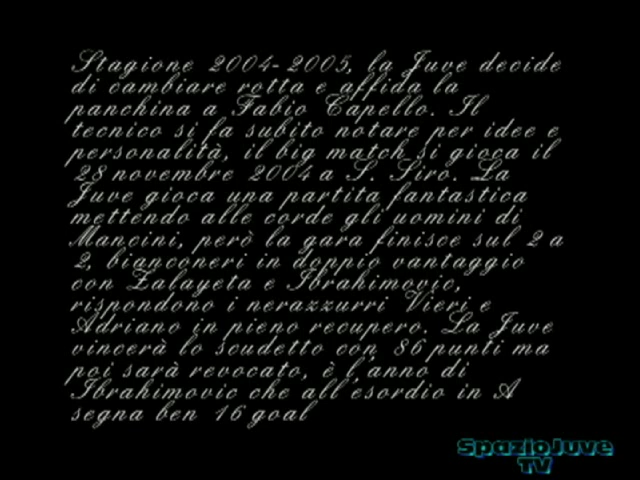 Stagione 2004-2005, la Juve decide
di cambiare rotta e affida la
panchina a Fabio Capello. Il
tecnico si fa subito notare per idee e
personalità, il big match si gioca il
28 novembre 2004 a S. Siro. La
Juve gioca una partita fantastica
mettendo alle corde gli uomini di
Mancini, però la gara finisce sul 2 a
2, bianconeri in doppio vantaggio
con Zalayeta e Ibrahimovic,
rispondono i nerazzurri Vieri e
Adriano in pieno recupero. La Juve
vincerà lo scudetto con 86 punti ma
poi sarà revocato, è l'anno di
Ibrahimovic che all'esordio in A
segna ben 16 goal
SpazioJuve
TV